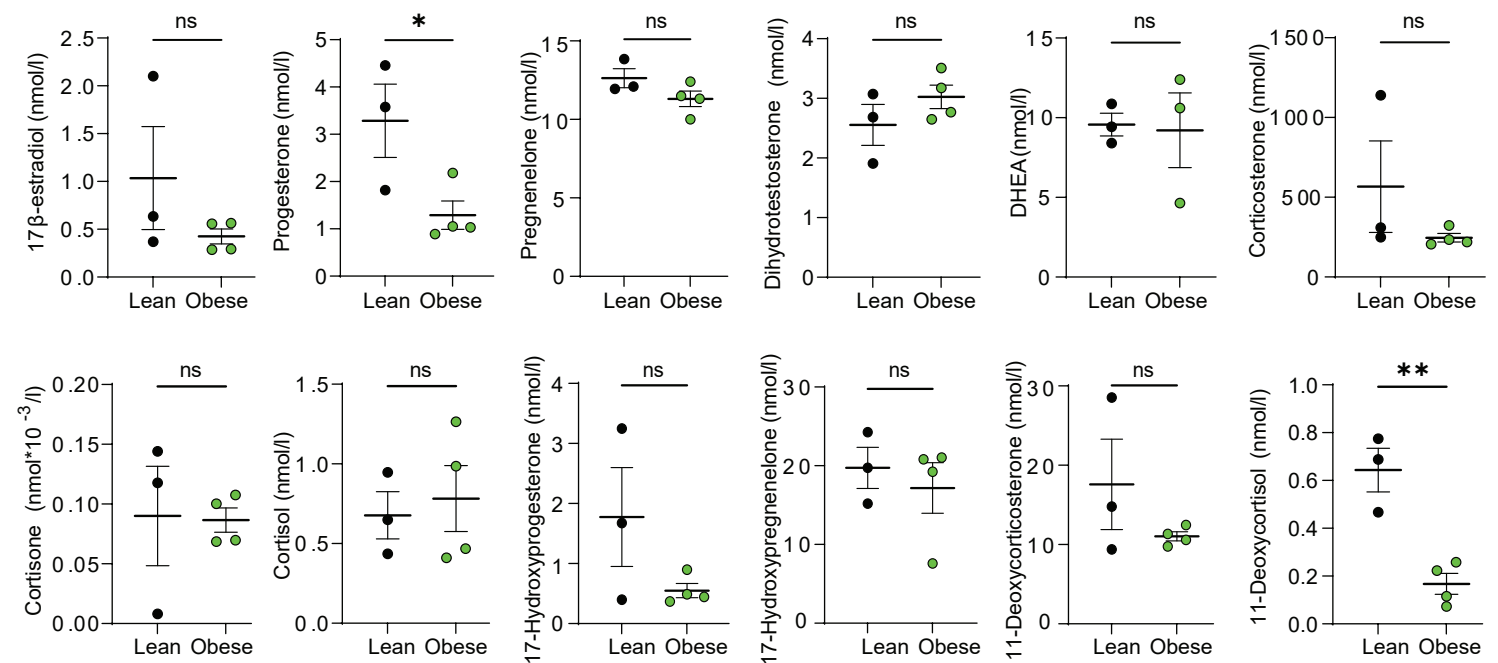 ns
17β-estradiol (nmol/l)
2.5
2.0
1.5
1.0
0.5
0.0
Lean Obese
*
Progesterone (nmol/l)
5
4
3
2
1
0
Lean Obese
ns
Pregnenelone (nmol/l)
15
10
5
0
Lean Obese
ns
Dihydrotestosterone (nmol/l)
4
3
2
1
0
Lean Obese
ns
DHEA(nmol/l)
15
10
5
0
Lean Obese
ns
Corticosterone (nmol/l)
1500
1000
500
0
Lean Obese
ns
Cortisone (nmol*10 -3 /l)
0.20
0.15
0.10
0.05
0.00
Lean Obese
ns
Cortisol (nmol/l)
1.5
1.0
0.5
0.0
Lean Obese
ns
17-Hydroxyprogesterone (nmol/l)
4
3
2
1
0
Lean Obese
ns
17-Hydroxypregnenelone (nmol/l)
30
20
10
0
Lean Obese
ns
11-Deoxycorticosterone (nmol/l)
30
20
10
0
Lean Obese
**
11-Deoxycortisol (nmol/l)
1.0
0.8
0.6
0.4
0.2
0.0
Lean Obese